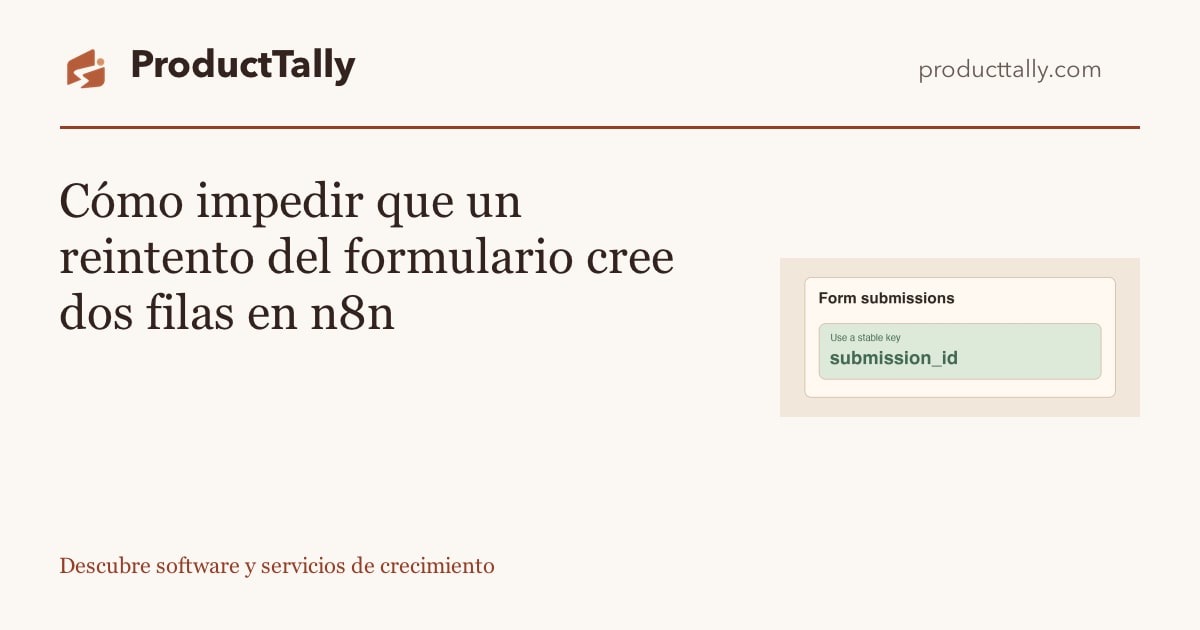 ProductTally
producttally.com
Cómo impedir que un
reintento del formulario cree
dos filas en n8n
Form submissions
Use a stable key
submission_id
Descubre software y servicios de crecimiento